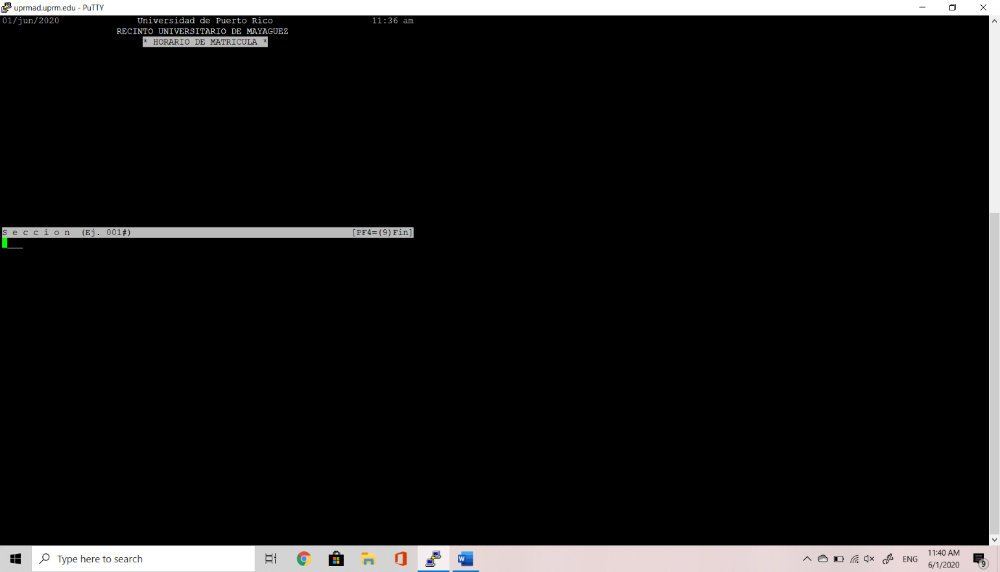 uprmad.uprm.edu - PuTTY
01/jun/2020 Universidad de Puerto Rico 11:36 am
RECINTO UNIVERSITARIO DE MAYAGUEZ
* HORARIO DE MATRICULA *
S e c c i o n (Ej. 001#) [PF4=(9)Fin]
Type here to search
W
ENG
11:40 AM
6/1/2020
9